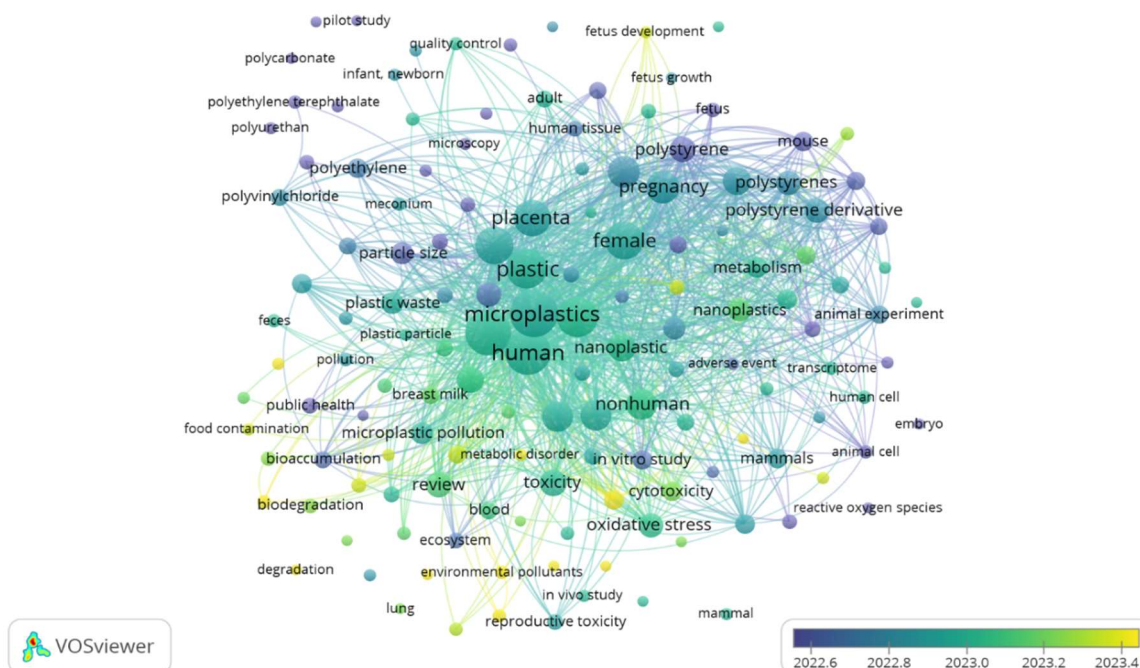 pilot study
fetus development
quality control
polycarbonate
infant, newborn
fetus growth
polyethylene terephthalate
adult
fetus
polyurethan
human tissue
microscopy
polystyrene
mouse
polyethylene
pregnancy
polystyrenes
polyvinylchloride
meconium
placenta
polystyrene derivative
female
particle size
plastic
metabolism
plastic waste
nanoplastics
microplastics
animal experiment
feces
plastic particle
nanoplastic
human
pollution
adverse event
transcriptome
breast milk
human cell
public health
nonhuman
food contamination
microplastic pollution
embryo
bioaccumulation
metabolic disorder
in vitro study
mammals
animal cell
review
toxicity
cytotoxicity
biodegradation
blood
reactive oxygen species
oxidative stress
ecosystem
degradation
environmental pollutants
in vivo study
lung
mammal
reproductive toxicity
VOSviewer
2022.6 2022.8 2023.0 2023.2 2023.4